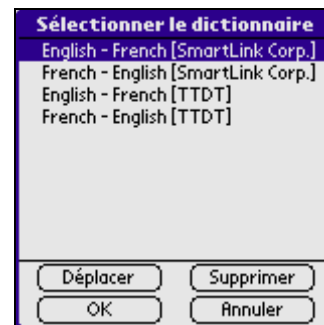 Sélectionner le dictionnaire
English - French [SmartLink Corp.]
French - English [SmartLink Corp.]
English - French [TTDT]
French - English [TTDT]
Déplacer Supprimer
OK Annuler